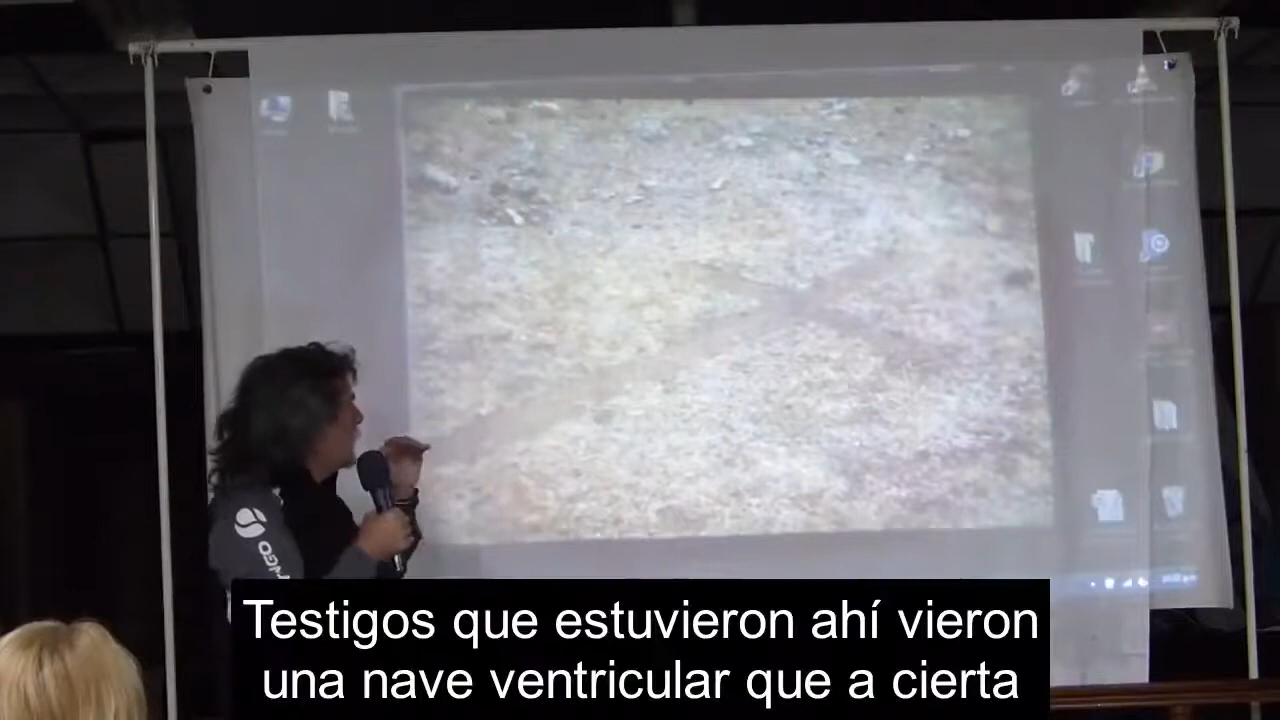 Testigos que estuvieron ahí vieron
una nave ventricular que a cierta